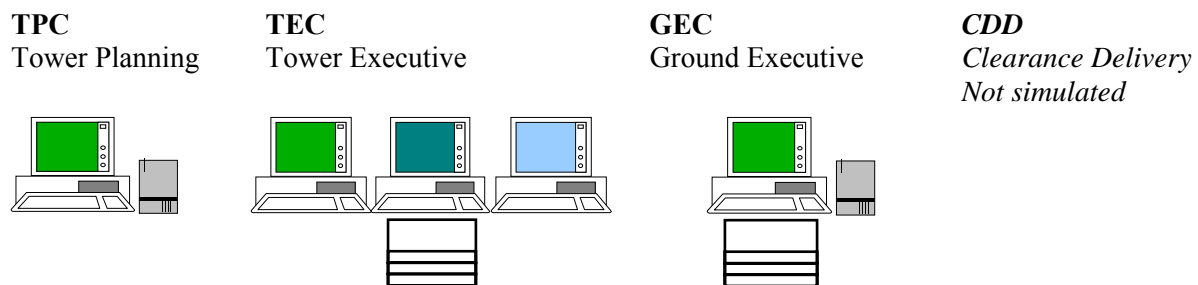 TPC
Tower Planning
TEC
Tower Executive
GEC
Ground Executive
CDD
Clearance Delivery
Not simulated